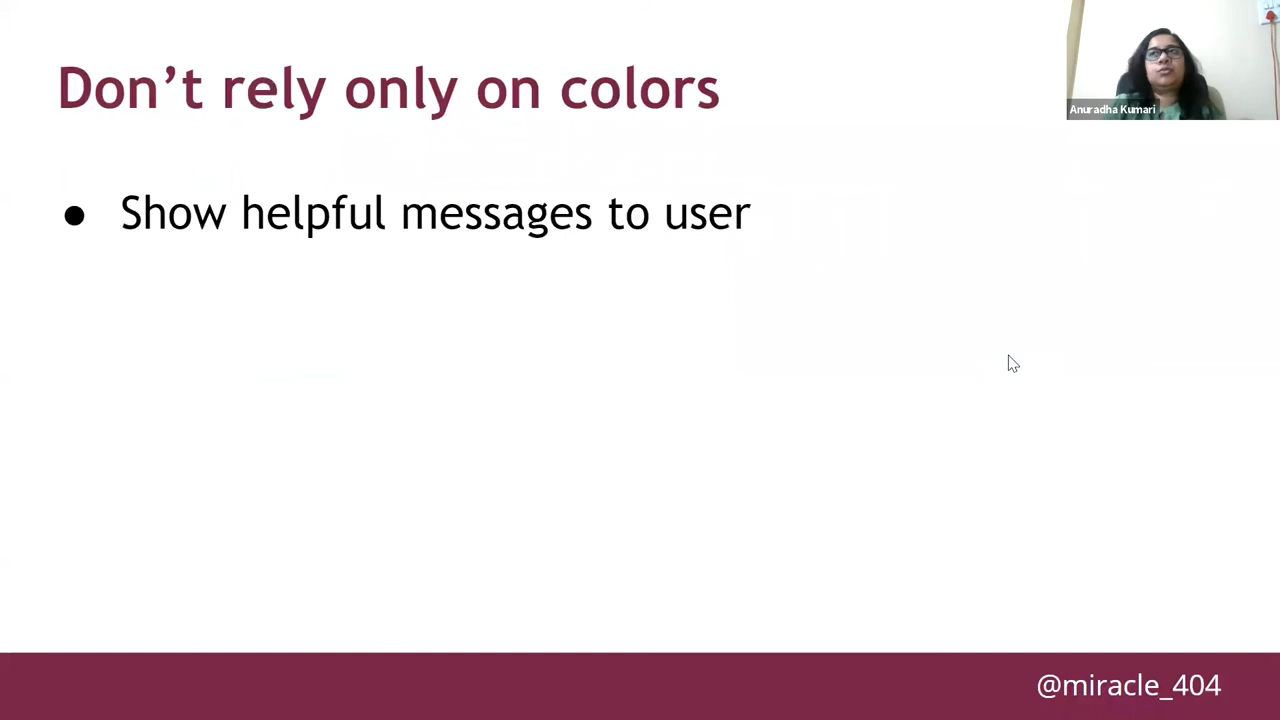 Don’t rely only on colors
Anuradha Kumari
● Show helpful messages to user
@miracle_404